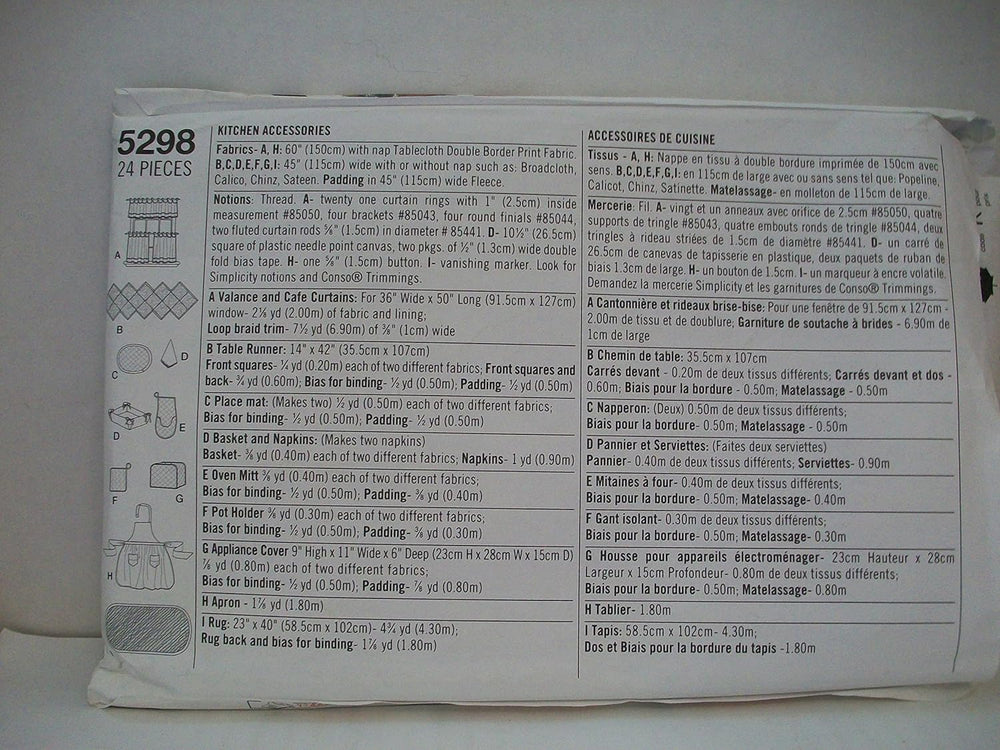 5298
24 PIECES
A
B
C
D
D
E
F
G
H
KITCHEN ACCESSORIES
Fabrics- A, H: 60" (150cm) with nap Tablecloth Double Border Print Fabric.
B,C,D,E,F,G,I: 45" (115cm) wide with or without nap such as: Broadcloth,
Calico, Chinz, Sateen. Padding in 45" (115cm) wide Fleece.
Notions: Thread. A- twenty one curtain rings with 1" (2.5cm) inside
measurement #85050, four brackets #85043, four round finials #85044,
two fluted curtain rods ⅝" (1.5cm) in diameter # 85441. D- 10½" (26.5cm)
square of plastic needle point canvas, two pkgs. of ½" (1.3cm) wide double
fold bias tape. H- one ⅝" (1.5cm) button. I- vanishing marker. Look for
Simplicity notions and Conso® Trimmings.
A Valance and Cafe Curtains: For 36" Wide x 50" Long (91.5cm x 127cm)
window- 2⅛ yd (2.00m) of fabric and lining;
Loop braid trim- 7½ yd (6.90m) of ⅜" (1cm) wide
B Table Runner: 14" x 42" (35.5cm x 107cm)
Front squares- ¼ yd (0.20m) each of two different fabrics; Front squares and
back- ¾ yd (0.60m); Bias for binding- ½ yd (0.50m); Padding- ½ yd (0.50m)
C Place mat: (Makes two) ½ yd (0.50m) each of two different fabrics;
Bias for binding- ½ yd (0.50m); Padding- ½ yd (0.50m)
D Basket and Napkins: (Makes two napkins)
Basket- ⅜ yd (0.40m) each of two different fabrics; Napkins- 1 yd (0.90m)
E Oven Mitt ⅜ yd (0.40m) each of two different fabrics;
Bias for binding- ½ yd (0.50m); Padding- ⅜ yd (0.40m)
F Pot Holder ⅜ yd (0.30m) each of two different fabrics;
Bias for binding- ½ yd (0.50m); Padding- ⅜ yd (0.30m)
G Appliance Cover 9" High x 11" Wide x 6" Deep (23cm H x 28cm W x 15cm D)
⅞ yd (0.80m) each of two different fabrics;
Bias for binding- ½ yd (0.50m); Padding- ⅞ yd (0.80m)
H Apron - 1⅞ yd (1.80m)
I Rug: 23" x 40" (58.5cm x 102cm)- 4¾ yd (4.30m);
Rug back and bias for binding- 1⅞ yd (1.80m)
ACCESSOIRES DE CUISINE
Tissus - A, H: Nappe en tissu à double bordure imprimée de 150cm avec
sens. B,C,D,E,F,G,I: en 115cm de large avec ou sans sens tel que: Popeline,
Calicot, Chinz, Satinette. Matelassage- en molleton de 115cm de large.
Mercerie: Fil. A- vingt et un anneaux avec orifice de 2.5cm #85050, quatre
supports de tringle #85043, quatre embouts ronds de tringle #85044, deux
tringles à rideau striées de 1.5cm de diamètre #85441. D- un carré de
26.5cm de canevas de tapisserie en plastique, deux paquets de ruban de
biais 1.3cm de large. H- un bouton de 1.5cm. I- un marqueur à encre volatile.
Demandez la mercerie Simplicity et les garnitures de Conso® Trimmings.
A Cantonnière et rideaux brise-bise: Pour une fenêtre de 91.5cm x 127cm -
2.00m de tissu et de doublure; Garniture de soutache à brides - 6.90m de
1cm de large
B Chemin de table: 35.5cm x 107cm
Carrés devant - 0.20m de deux tissus différents; Carrés devant et dos -
0.60m; Biais pour la bordure - 0.50m; Matelassage - 0.50m
C Napperon: (Deux) 0.50m de deux tissus différents;
Biais pour la bordure- 0.50m; Matelassage - 0.50m
D Pannier et Serviettes: (Faites deux serviettes)
Pannier- 0.40m de deux tissus différents; Serviettes- 0.90m
E Mitaines à four- 0.40m de deux tissus différents;
Biais pour la bordure- 0.50m; Matelassage- 0.40m
F Gant isolant- 0.30m de deux tissus différents;
Biais pour la bordure- 0.50m; Matelassage- 0.30m
G Housse pour appareils électroménager- 23cm Hauteur x 28cm
Largeur x 15cm Profondeur- 0.80m de deux tissus différents;
Biais pour la bordure- 0.50m; Matelassage- 0.80m
H Tablier- 1.80m
I Tapis: 58.5cm x 102cm- 4.30m;
Dos et Biais pour la bordure du tapis -1.80m